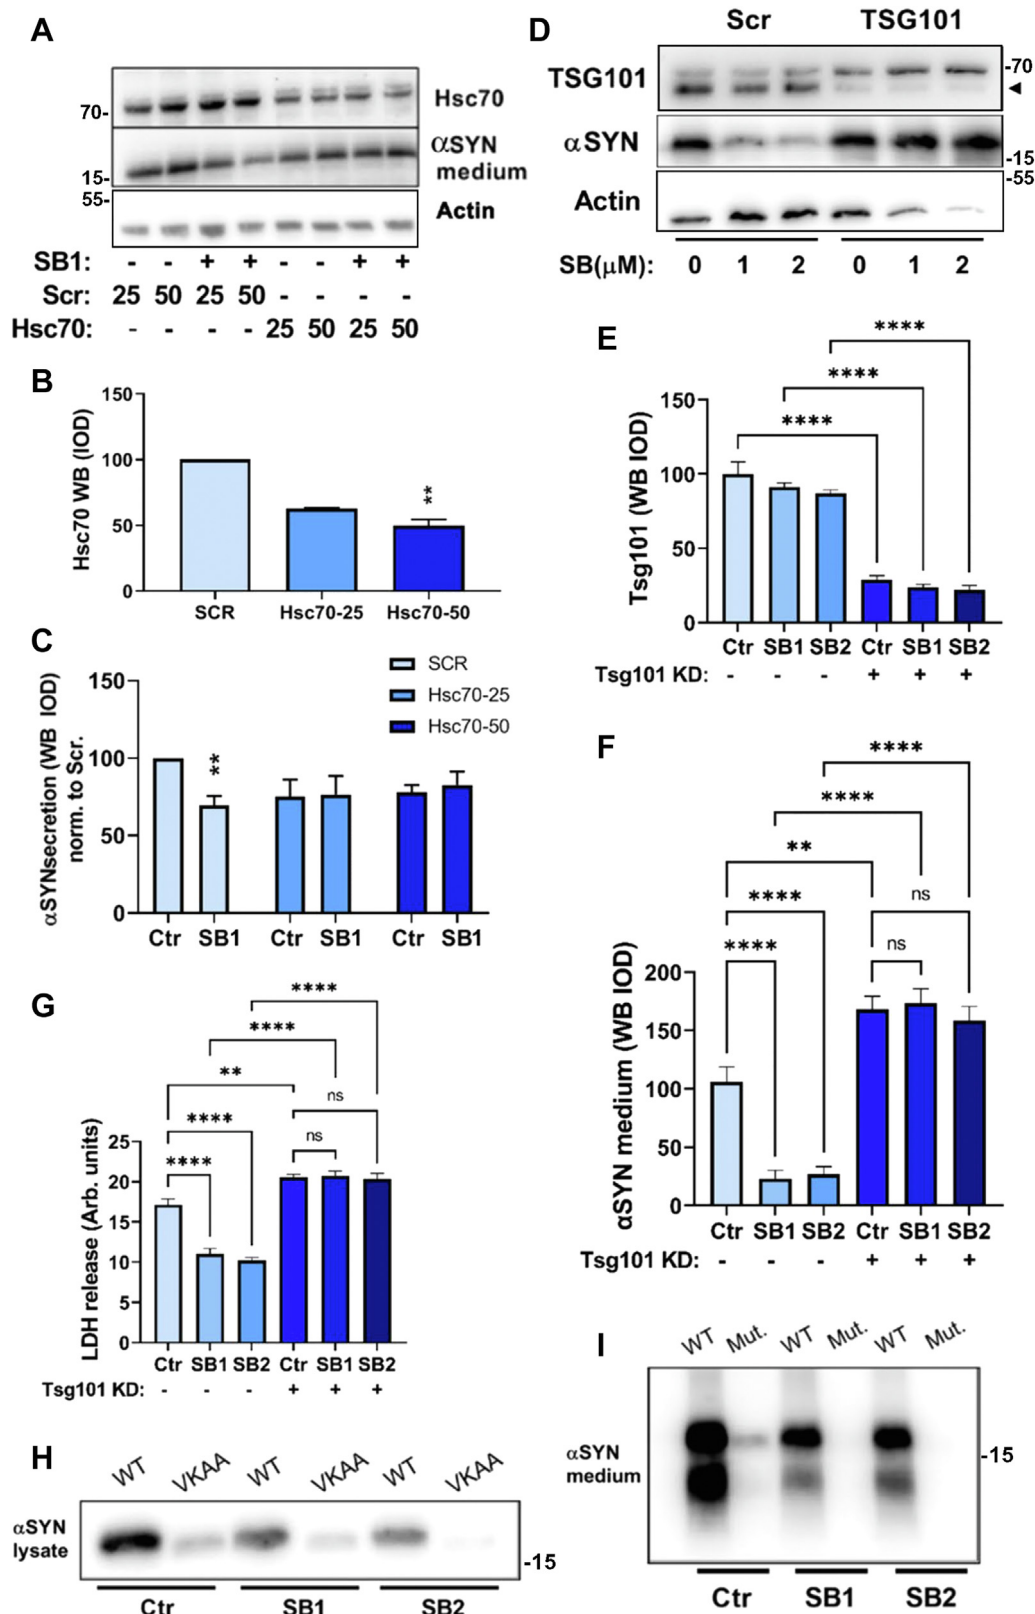 A
Hsc70
70-
αSYN
medium
15-
55-
Actin
SB1: - - + + - - + +
Scr: 25 50 25 50 - - - -
Hsc70: - - - - 25 50 25 50
B
Hsc70 WB (IOD)
150
100
50
0
**
SCR Hsc70-25 Hsc70-50
C
SCR
Hsc70-25
Hsc70-50
αSYNsecretion (WB IOD)
norm. to Scr.
150
100
50
0
**
Ctr SB1 Ctr SB1 Ctr SB1
D
Scr TSG101
TSG101
-70
αSYN
-15
-55
Actin
SB(μM): 0 1 2 0 1 2
E
****
****
****
Tsg101 (WB IOD)
150
100
50
0
Ctr SB1 SB2 Ctr SB1 SB2
Tsg101 KD: - - - + + +
F
****
****
**
ns
****
ns
****
αSYN medium (WB IOD)
200
150
100
50
0
Ctr SB1 SB2 Ctr SB1 SB2
Tsg101 KD: - - - + + +
G
****
****
**
ns
****
ns
****
LDH release (Arb. units)
25
20
15
10
5
0
Ctr SB1 SB2 Ctr SB1 SB2
Tsg101 KD: - - - + + +
H
WT VKAA WT VKAA WT VKAA
αSYN
lysate
-15
Ctr SB1 SB2
I
WT Mut. WT Mut. WT Mut.
αSYN
medium
-15
Ctr SB1 SB2